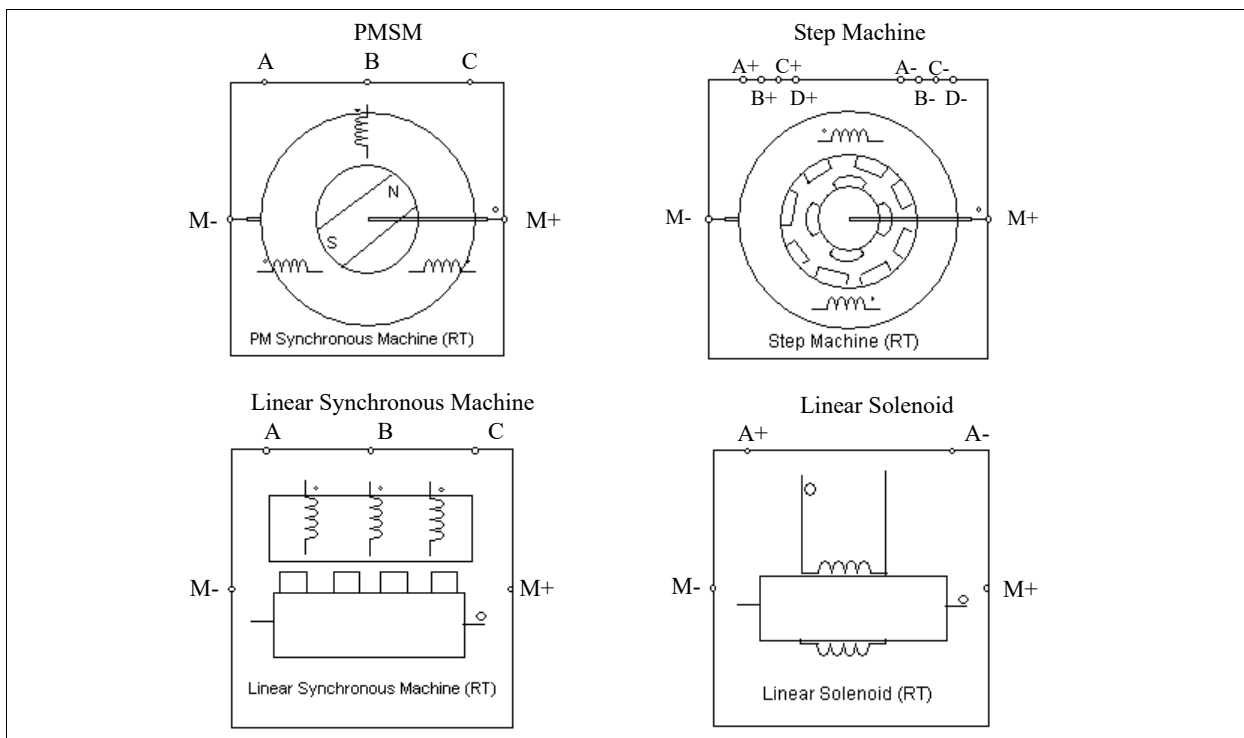 PMSM
A B C
N
S
M- M+
PM Synchronous Machine (RT)
Step Machine
A+ C+ A- C-
B+ D+ B- D-
M- M+
Step Machine (RT)
Linear Synchronous Machine
A B C
M- M+
Linear Synchronous Machine (RT)
Linear Solenoid
A+ A-
M- M+
Linear Solenoid (RT)